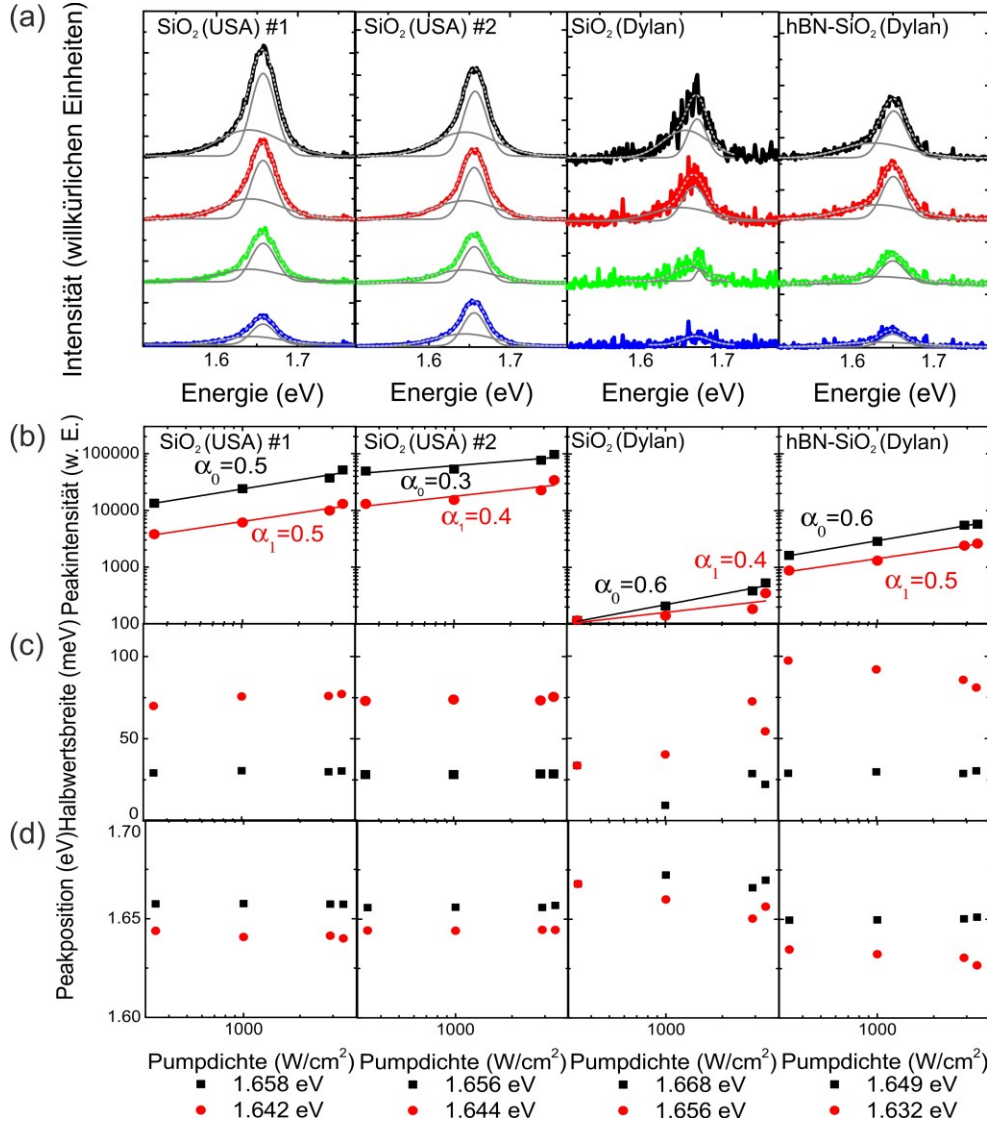 (a)
Intensität (willkürlichen Einheiten)
SiO₂ (USA) #1
SiO₂ (USA) #2
SiO₂ (Dylan)
hBN-SiO₂ (Dylan)
1.6 1.7 1.6 1.7 1.6 1.7 1.6 1.7
Energie (eV) Energie (eV) Energie (eV) Energie (eV)
(b)
Peakintensität (w. E.)
SiO₂ (USA) #1
SiO₂ (USA) #2
SiO₂ (Dylan)
hBN-SiO₂ (Dylan)
100000
10000
1000
100
α₀=0.5
α₁=0.5
α₀=0.3
α₁=0.4
α₀=0.6
α₁=0.4
α₀=0.6
α₁=0.5
(c)
Halbwertsbreite (meV)
100
75
50
25
0
(d)
Peakposition (eV)
1.70
1.65
1.60
1000 1000 1000 1000
Pumpdichte (W/cm²) Pumpdichte (W/cm²) Pumpdichte (W/cm²) Pumpdichte (W/cm²)
1.658 eV 1.656 eV 1.668 eV 1.649 eV
1.642 eV 1.644 eV 1.656 eV 1.632 eV